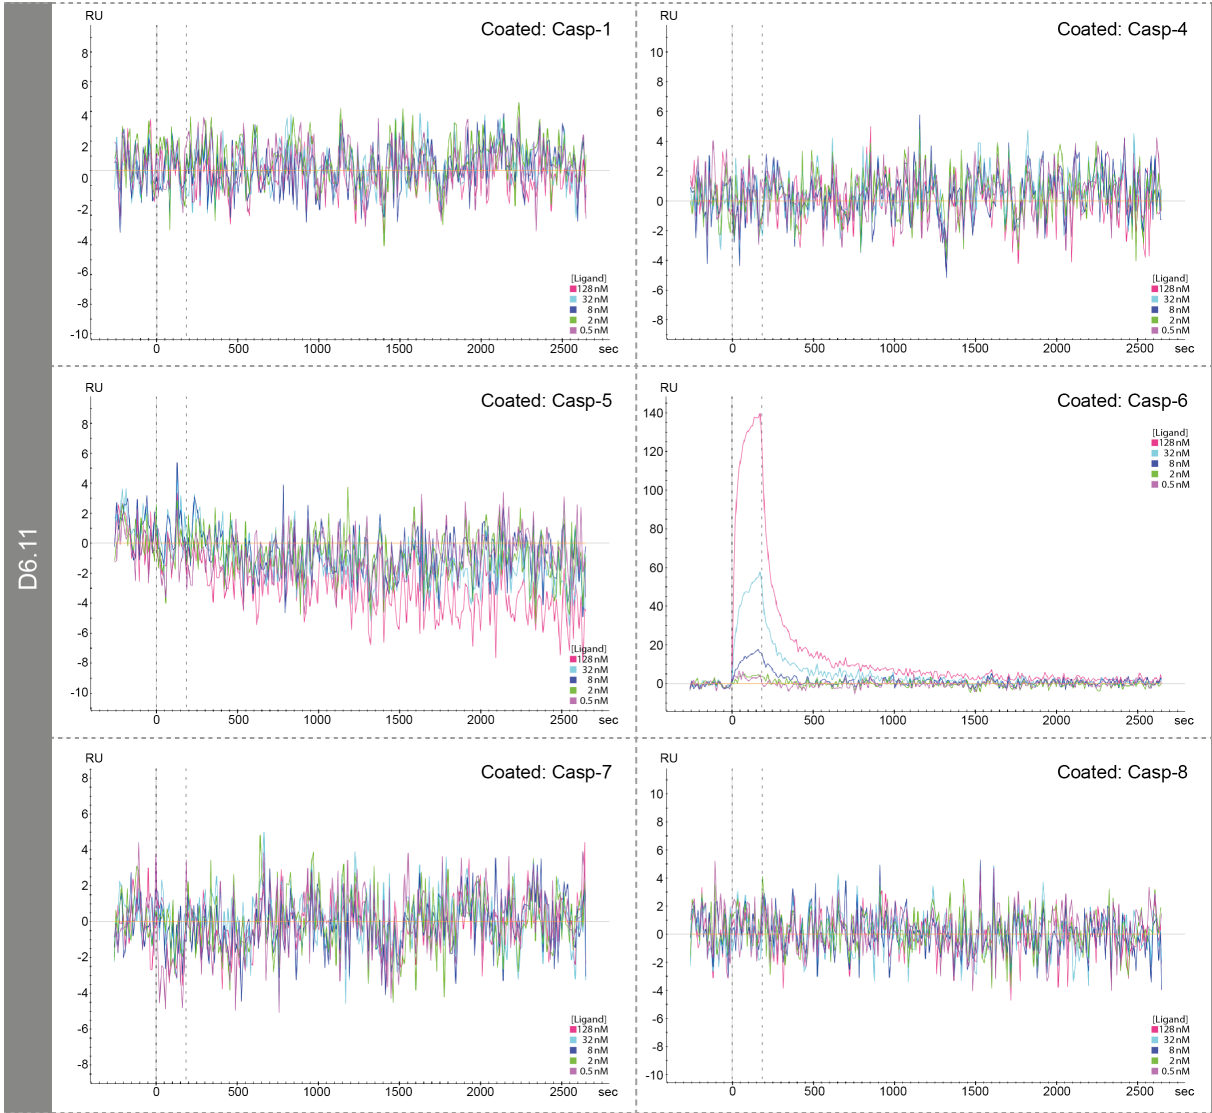 D6.11
RU
Coated: Casp-1
8
6
4
2
0
-2
-4
-6
-8
-10
[Ligand]
128 nM
32 nM
8 nM
2 nM
0.5 nM
0 500 1000 1500 2000 2500 sec
RU
Coated: Casp-4
10
8
6
4
2
0
-2
-4
-6
-8
[Ligand]
128 nM
32 nM
8 nM
2 nM
0.5 nM
0 500 1000 1500 2000 2500 sec
RU
Coated: Casp-5
8
6
4
2
0
-2
-4
-6
-8
-10
[Ligand]
128 nM
32 nM
8 nM
2 nM
0.5 nM
0 500 1000 1500 2000 2500 sec
RU
Coated: Casp-6
140
120
100
80
60
40
20
0
[Ligand]
128 nM
32 nM
8 nM
2 nM
0.5 nM
0 500 1000 1500 2000 2500 sec
RU
Coated: Casp-7
8
6
4
2
0
-2
-4
-6
-8
[Ligand]
128 nM
32 nM
8 nM
2 nM
0.5 nM
0 500 1000 1500 2000 2500 sec
RU
Coated: Casp-8
10
8
6
4
2
0
-2
-4
-6
-8
-10
[Ligand]
128 nM
32 nM
8 nM
2 nM
0.5 nM
0 500 1000 1500 2000 2500 sec